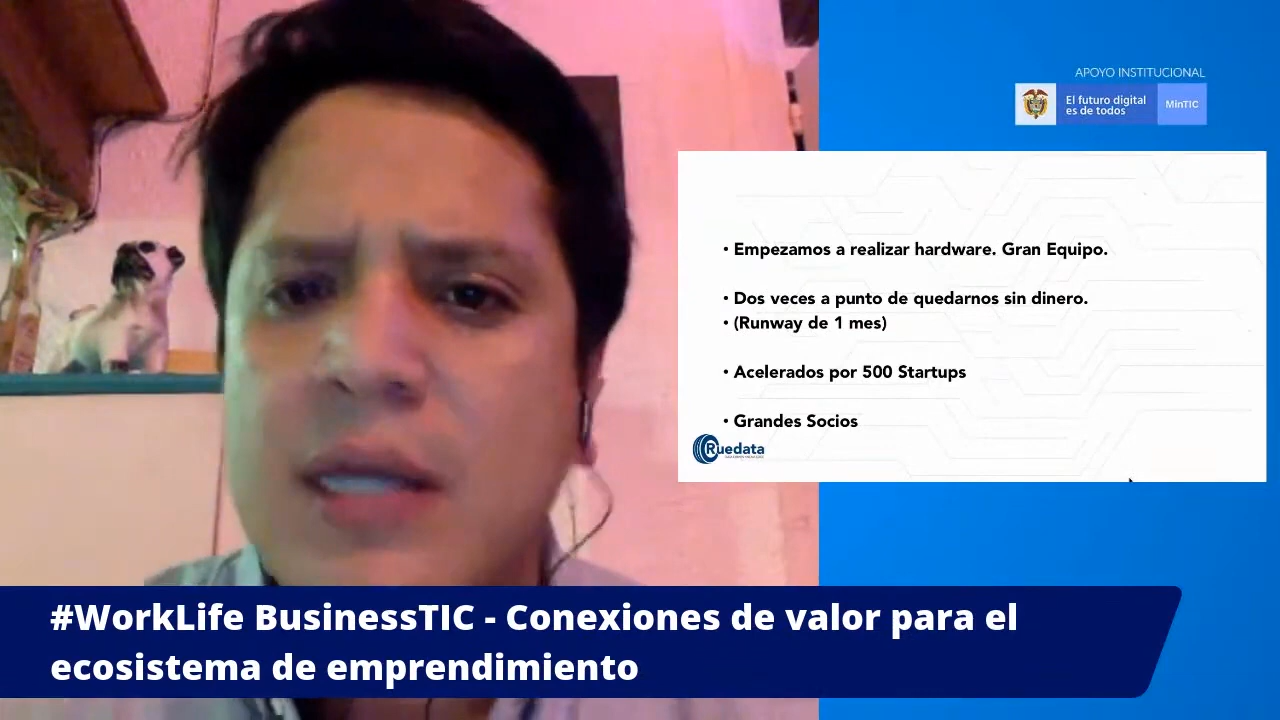 APOYO INSTITUCIONAL
El futuro digital
es de todos
MinTIC
• Empezamos a realizar hardware. Gran Equipo.
• Dos veces a punto de quedarnos sin dinero.
• (Runway de 1 mes)
• Acelerados por 500 Startups
• Grandes Socios
Ruedata
#WorkLife BusinessTIC - Conexiones de valor para el
ecosistema de emprendimiento